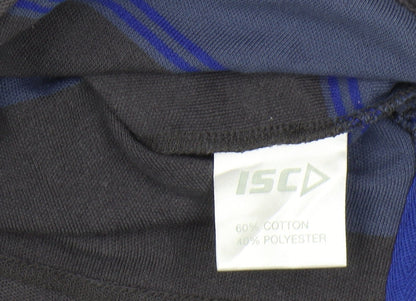 ISC
60% COTTON
40% POLYESTER